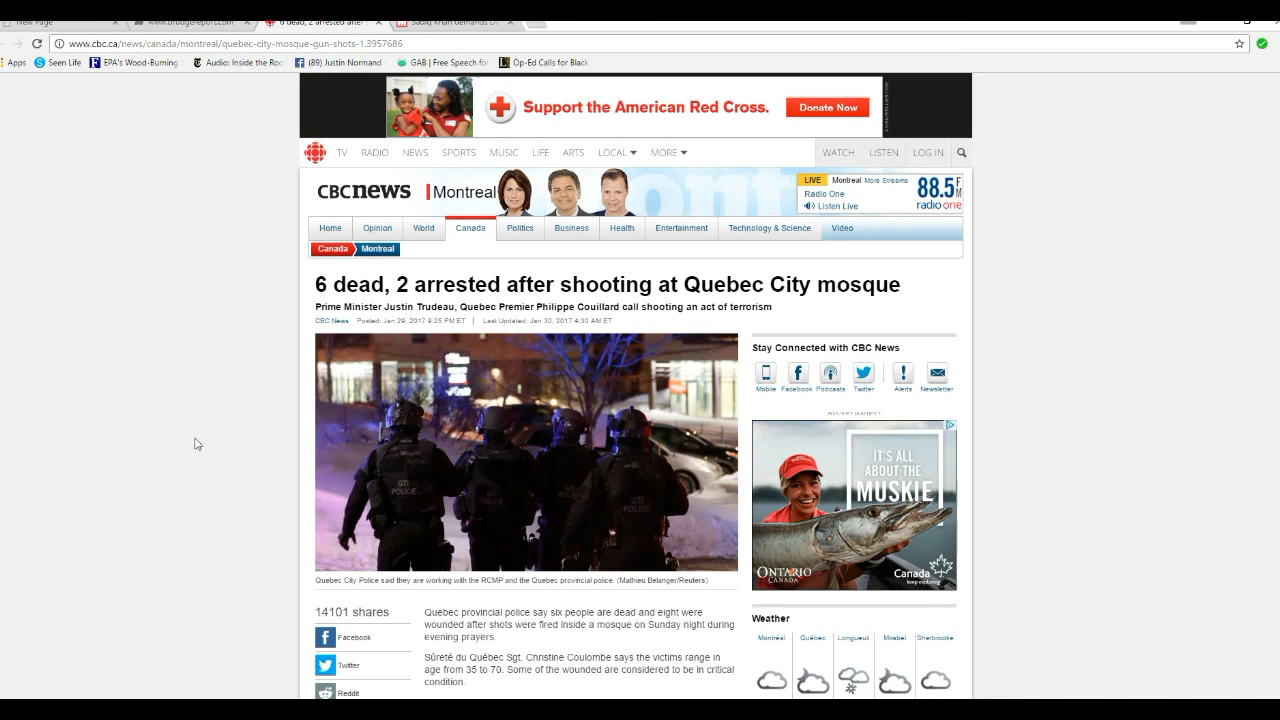 New Page
www.drudgereport.com
6 dead, 2 arrested after
Sadiq Khan demands
www.cbc.ca/news/canada/montreal/quebec-city-mosque-gun-shots-1.3957686
Apps
Seen Life
EPA's Wood-Burning
Audio: Inside the Roo
(89) Justin Normand
GAB | Free Speech fo
Op-Ed Calls for Black
Support the American Red Cross.
Donate Now
ADVERTISEMENT
TV RADIO NEWS SPORTS MUSIC LIFE ARTS LOCAL MORE
WATCH LISTEN LOG IN
CBCnews Montreal
LIVE Montreal More Streams
Radio One
Listen Live
88.5 FM
radio one
Home Opinion World Canada Politics Business Health Entertainment Technology & Science Video
Canada Montreal
6 dead, 2 arrested after shooting at Quebec City mosque
Prime Minister Justin Trudeau, Quebec Premier Philippe Couillard call shooting an act of terrorism
CBC News Posted: Jan 29, 2017 9:25 PM ET | Last Updated: Jan 30, 2017 4:30 AM ET
GTI
POLICE
GTI
POLICE
Quebec City Police said they are working with the RCMP and the Quebec provincial police. (Mathieu Belanger/Reuters)
14101 shares
Facebook
Twitter
Reddit
Quebec provincial police say six people are dead and eight were
wounded after shots were fired inside a mosque on Sunday night during
evening prayers.
Sûreté du Québec Sgt. Christine Coulombe says the victims range in
age from 35 to 70. Some of the wounded are considered to be in critical
condition.
Stay Connected with CBC News
Mobile Facebook Podcasts Twitter Alerts Newsletter
ADVERTISEMENT
IT'S ALL
ABOUT THE
MUSKIE
ONTARIO
CANADA
Canada
keep exploring
Weather
Montréal Québec Longueuil Mirabel Sherbrooke